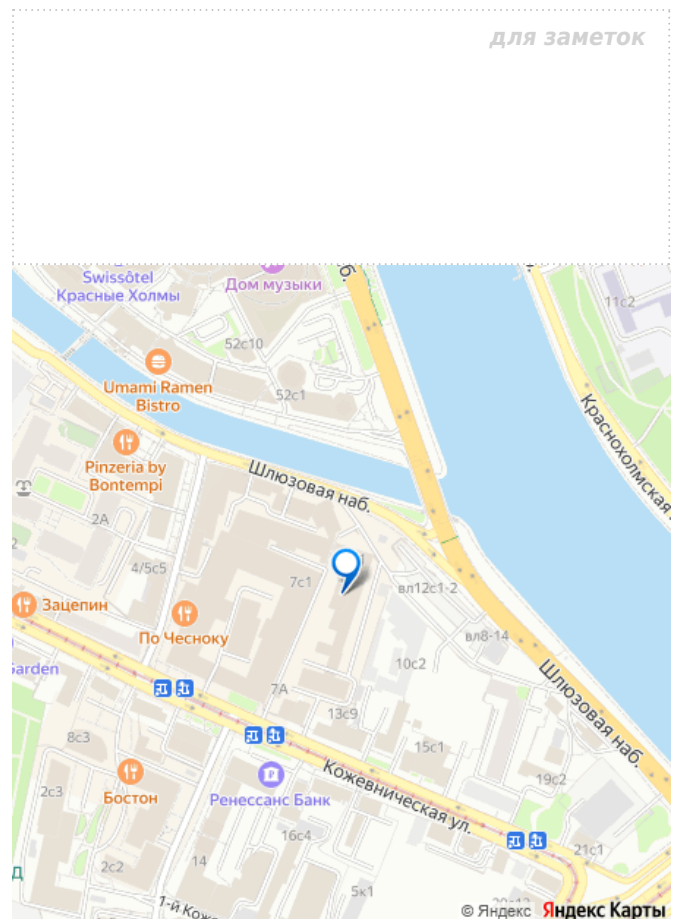 для заметок
Swissôtel
Красные Холмы
Дом музыки
11с2
52с10
Umami Ramen
Bistro
52с1
Краснохолмская
Pinzeria by
Bontempi
Шлюзовая наб.
2А
4/5с5
7с1
вл12с1-2
Зацепин
По Чесноку
вл8-14
Garden
10с2
7А
Шлюзовая наб.
13с9
8с3
15с1
Бостон
Ренессанс Банк
Кожевническая ул.
19с2
2с3
16с4
14
21с1
2с2
5к1
1-й Кож
© Яндекс Яндекс Карты